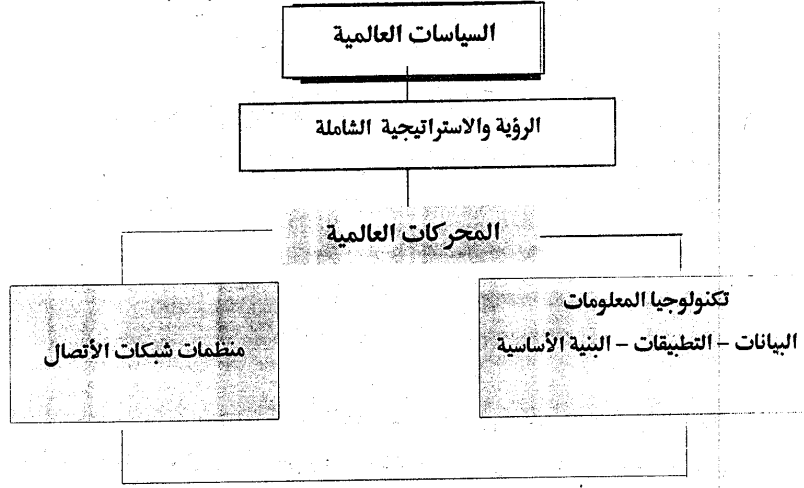 السياسات العالمية
الرؤية والاستراتيجية الشاملة
المحركات العالمية
تكنولوجيا المعلومات
البيانات – التطبيقات – البنية الأساسية
منظمات شبكات الأتصال